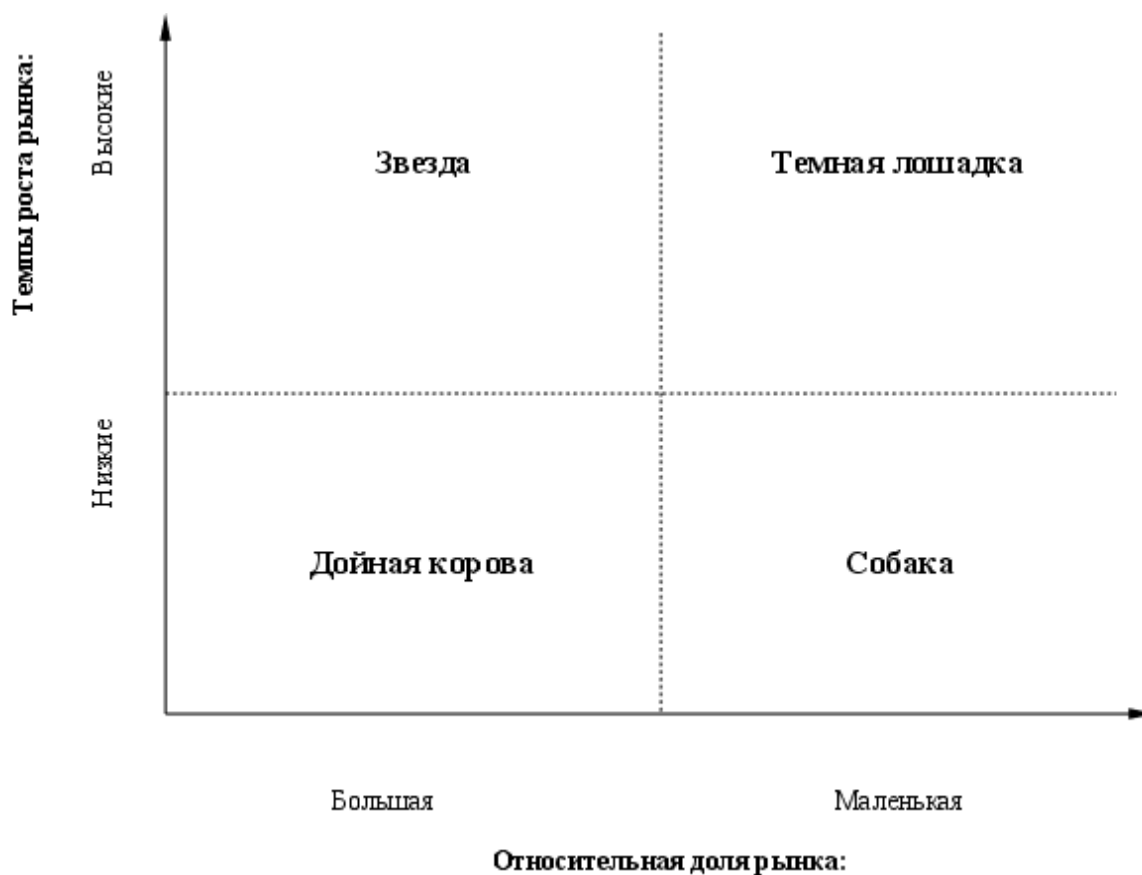 Темпы роста рынка:
Высокие
Низкие
Звезда
Темная лошадка
Дойная корова
Собака
Большая
Маленькая
Относительная доля рынка: